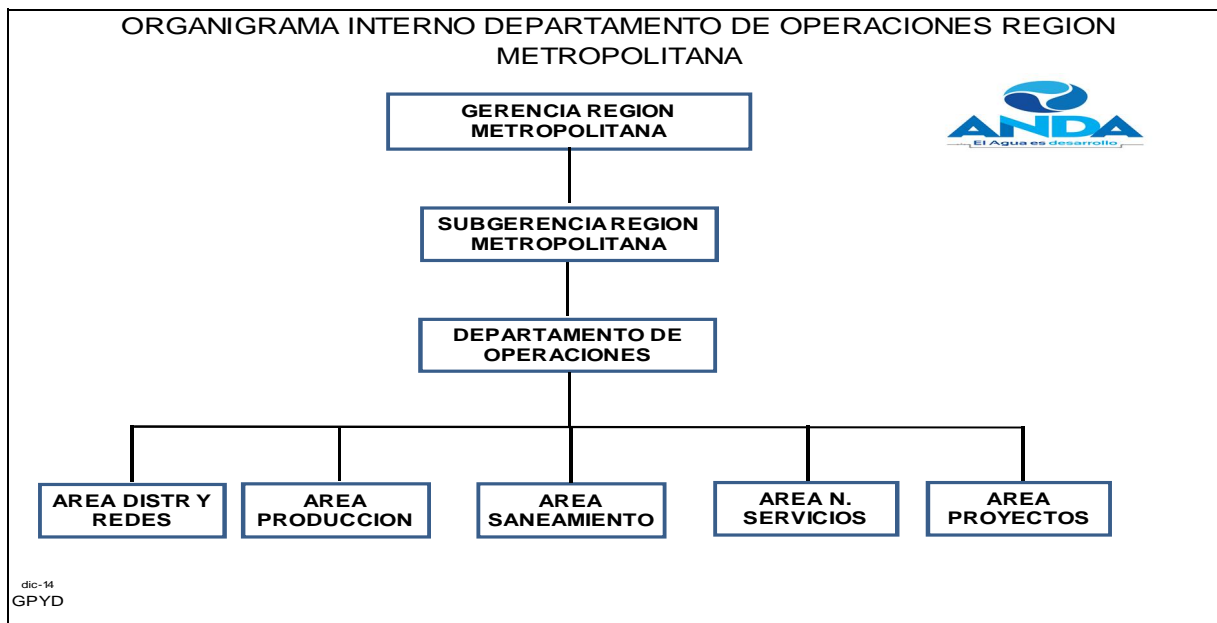 ORGANIGRAMA INTERNO DEPARTAMENTO DE OPERACIONES REGION
METROPOLITANA
GERENCIA REGION
METROPOLITANA
ANDA
El Agua es desarrollo
SUBGERENCIA REGION
METROPOLITANA
DEPARTAMENTO DE
OPERACIONES
AREA DISTR Y
REDES
AREA
PRODUCCION
AREA
SANEAMIENTO
AREA N.
SERVICIOS
AREA
PROYECTOS
dic-14
GPYD